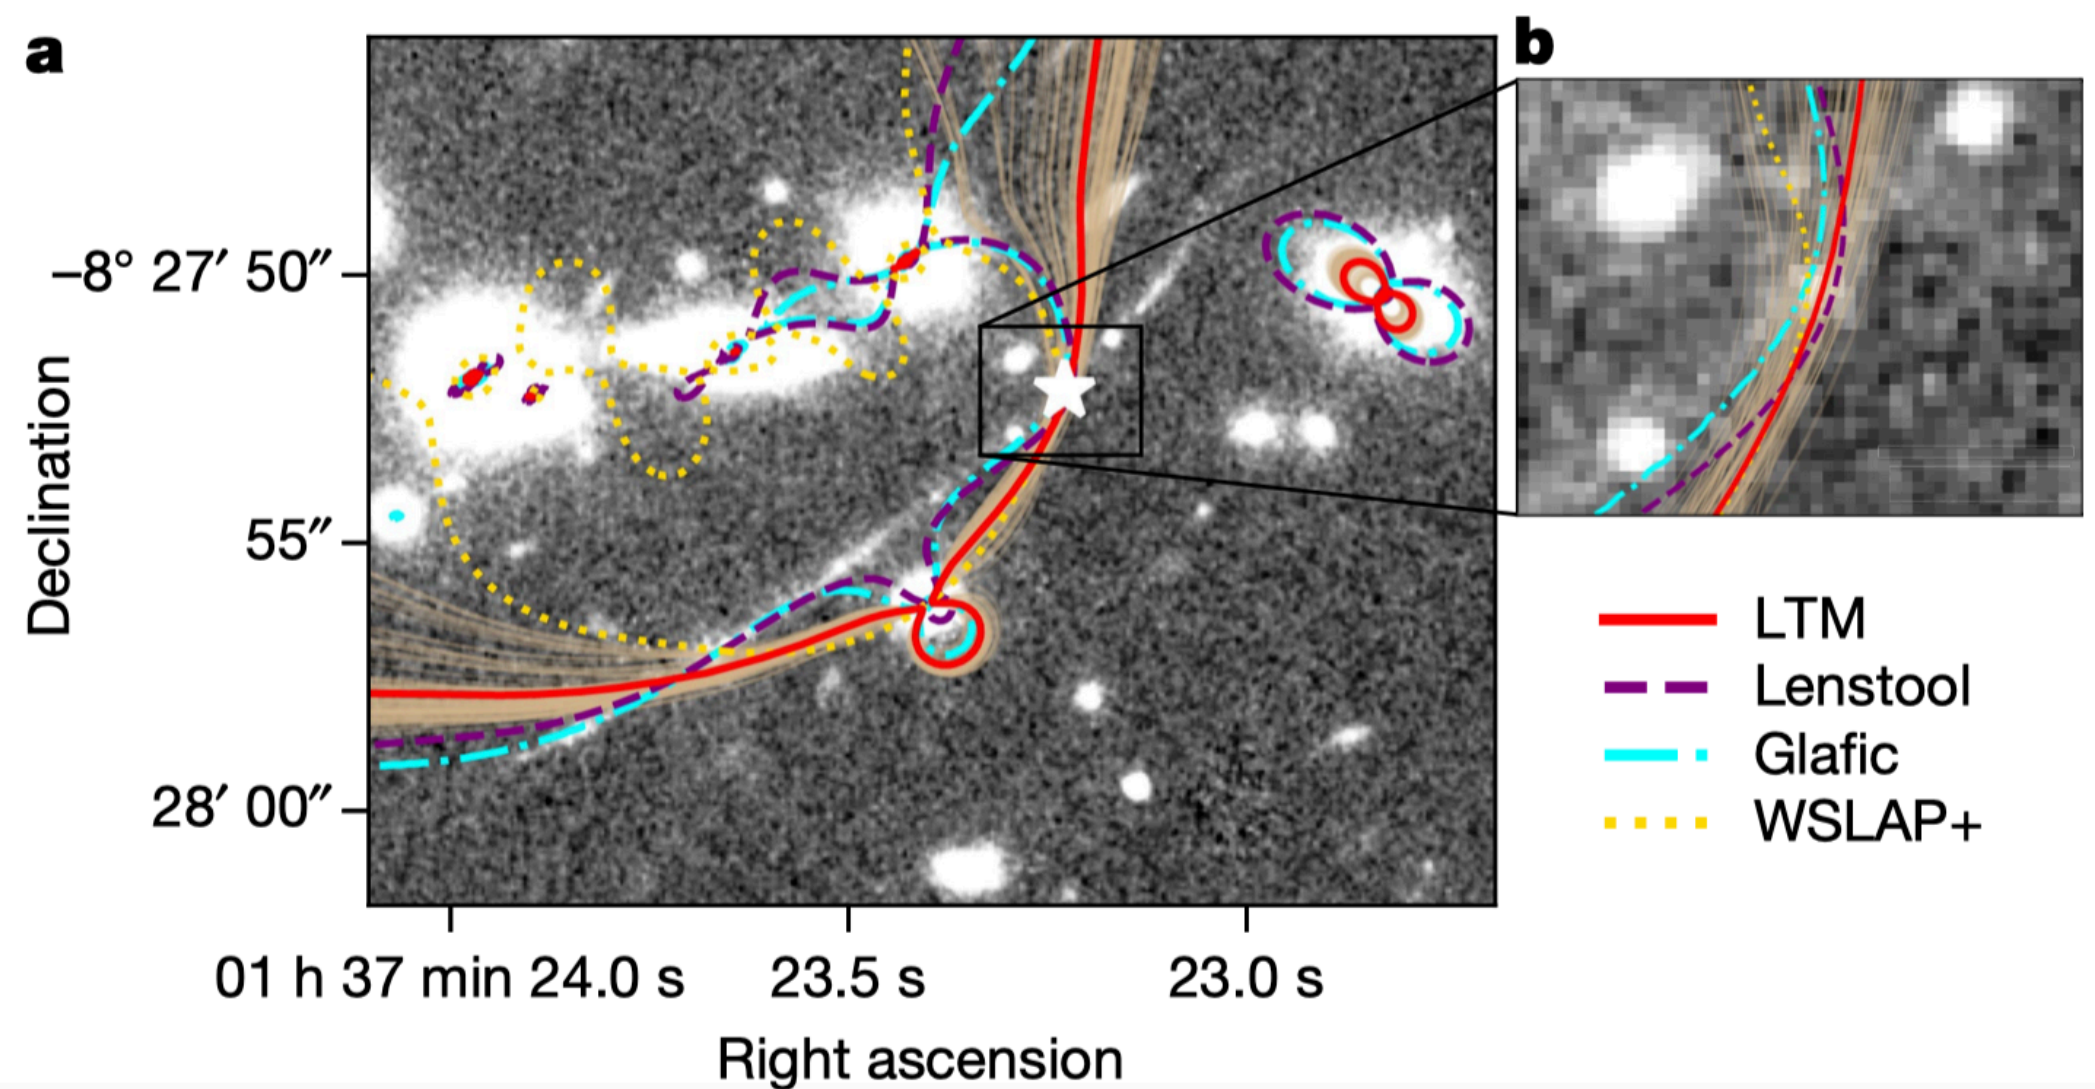 a
b
−8° 27′ 50″
55″
28′ 00″
Declination
01 h 37 min 24.0 s
23.5 s
23.0 s
Right ascension
LTM
Lenstool
Glafic
WSLAP+